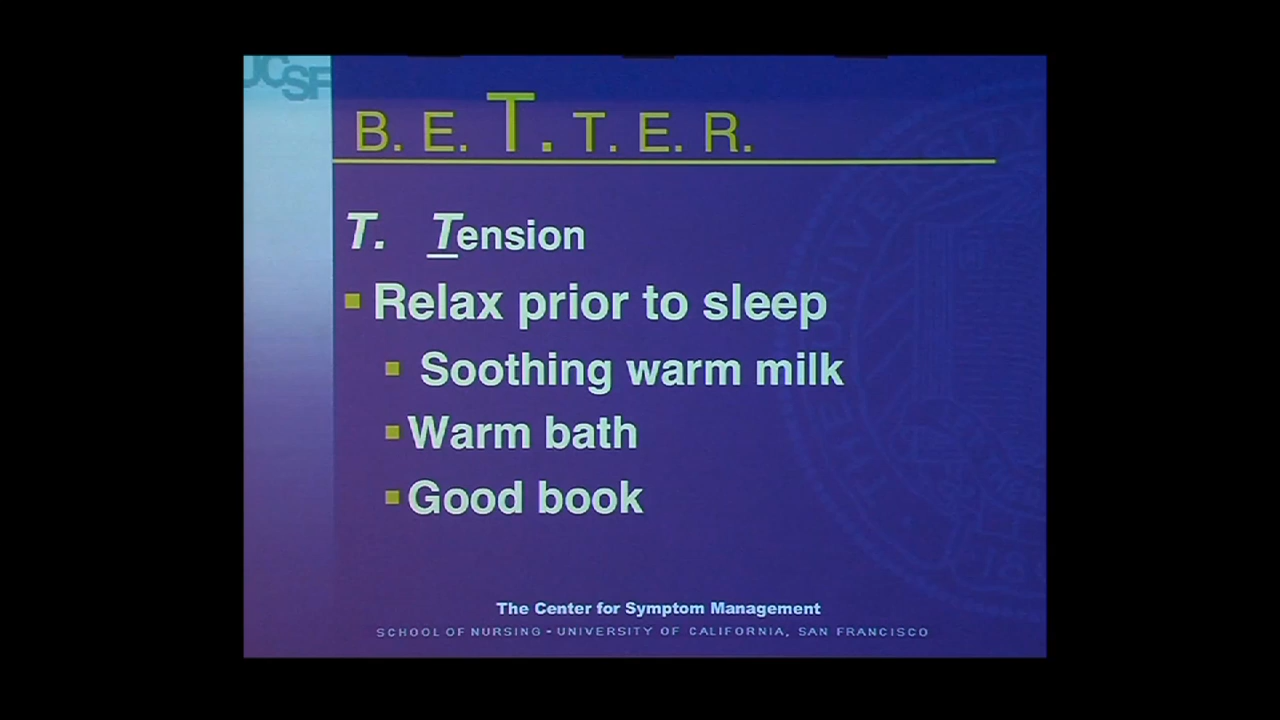 UCSF
B. E. T. T. E. R.
T. Tension
Relax prior to sleep
Soothing warm milk
Warm bath
Good book
The Center for Symptom Management
SCHOOL OF NURSING - UNIVERSITY OF CALIFORNIA, SAN FRANCISCO